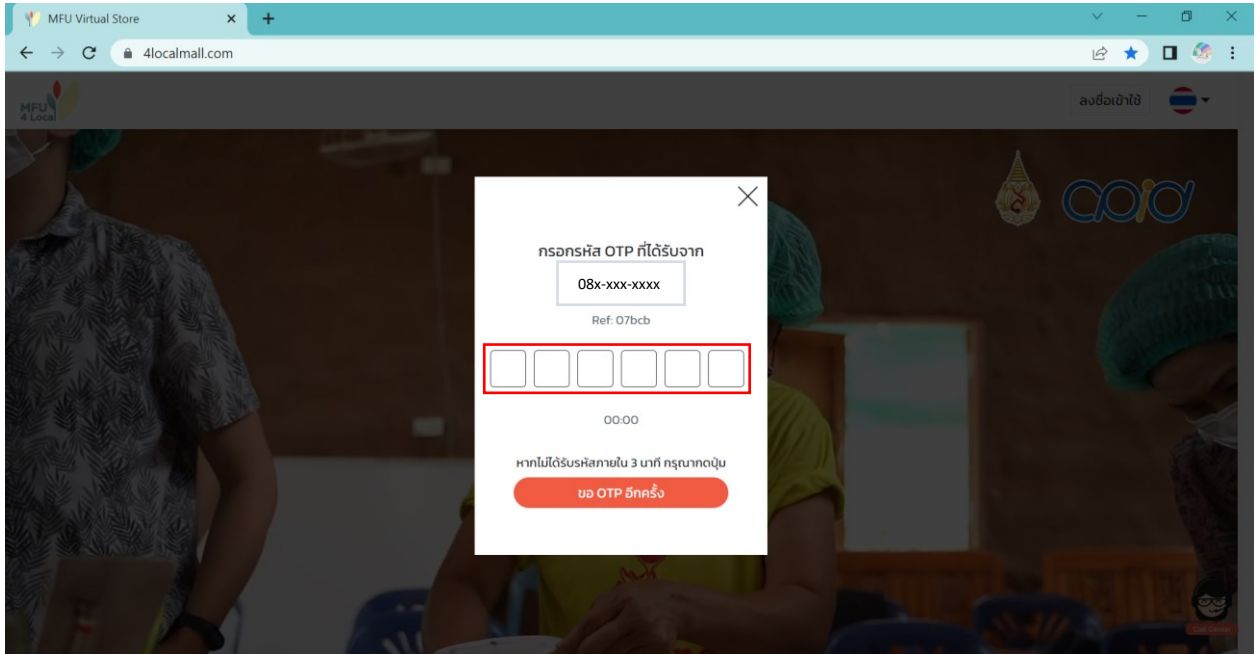 MFU Virtual Store
4localmall.com
MFU
4 Local
ลงชื่อเข้าใช้
กรอกรหัส OTP ที่ได้รับจาก
08x-xxx-xxxx
Ref: 07bcb
00:00
หากไม่ได้รับรหัสภายใน 3 นาที กรุณากดปุ่ม
ขอ OTP อีกครั้ง